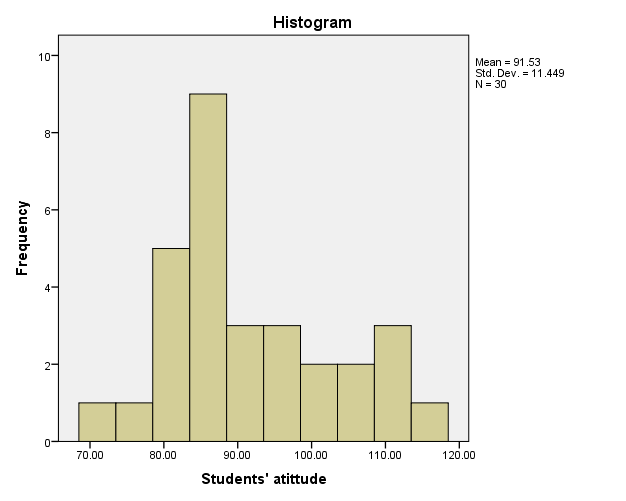 Histogram
Mean = 91.53
Std. Dev. = 11.449
N = 30
10
8
6
4
2
0
Frequency
70.00 80.00 90.00 100.00 110.00 120.00
Students' atittude